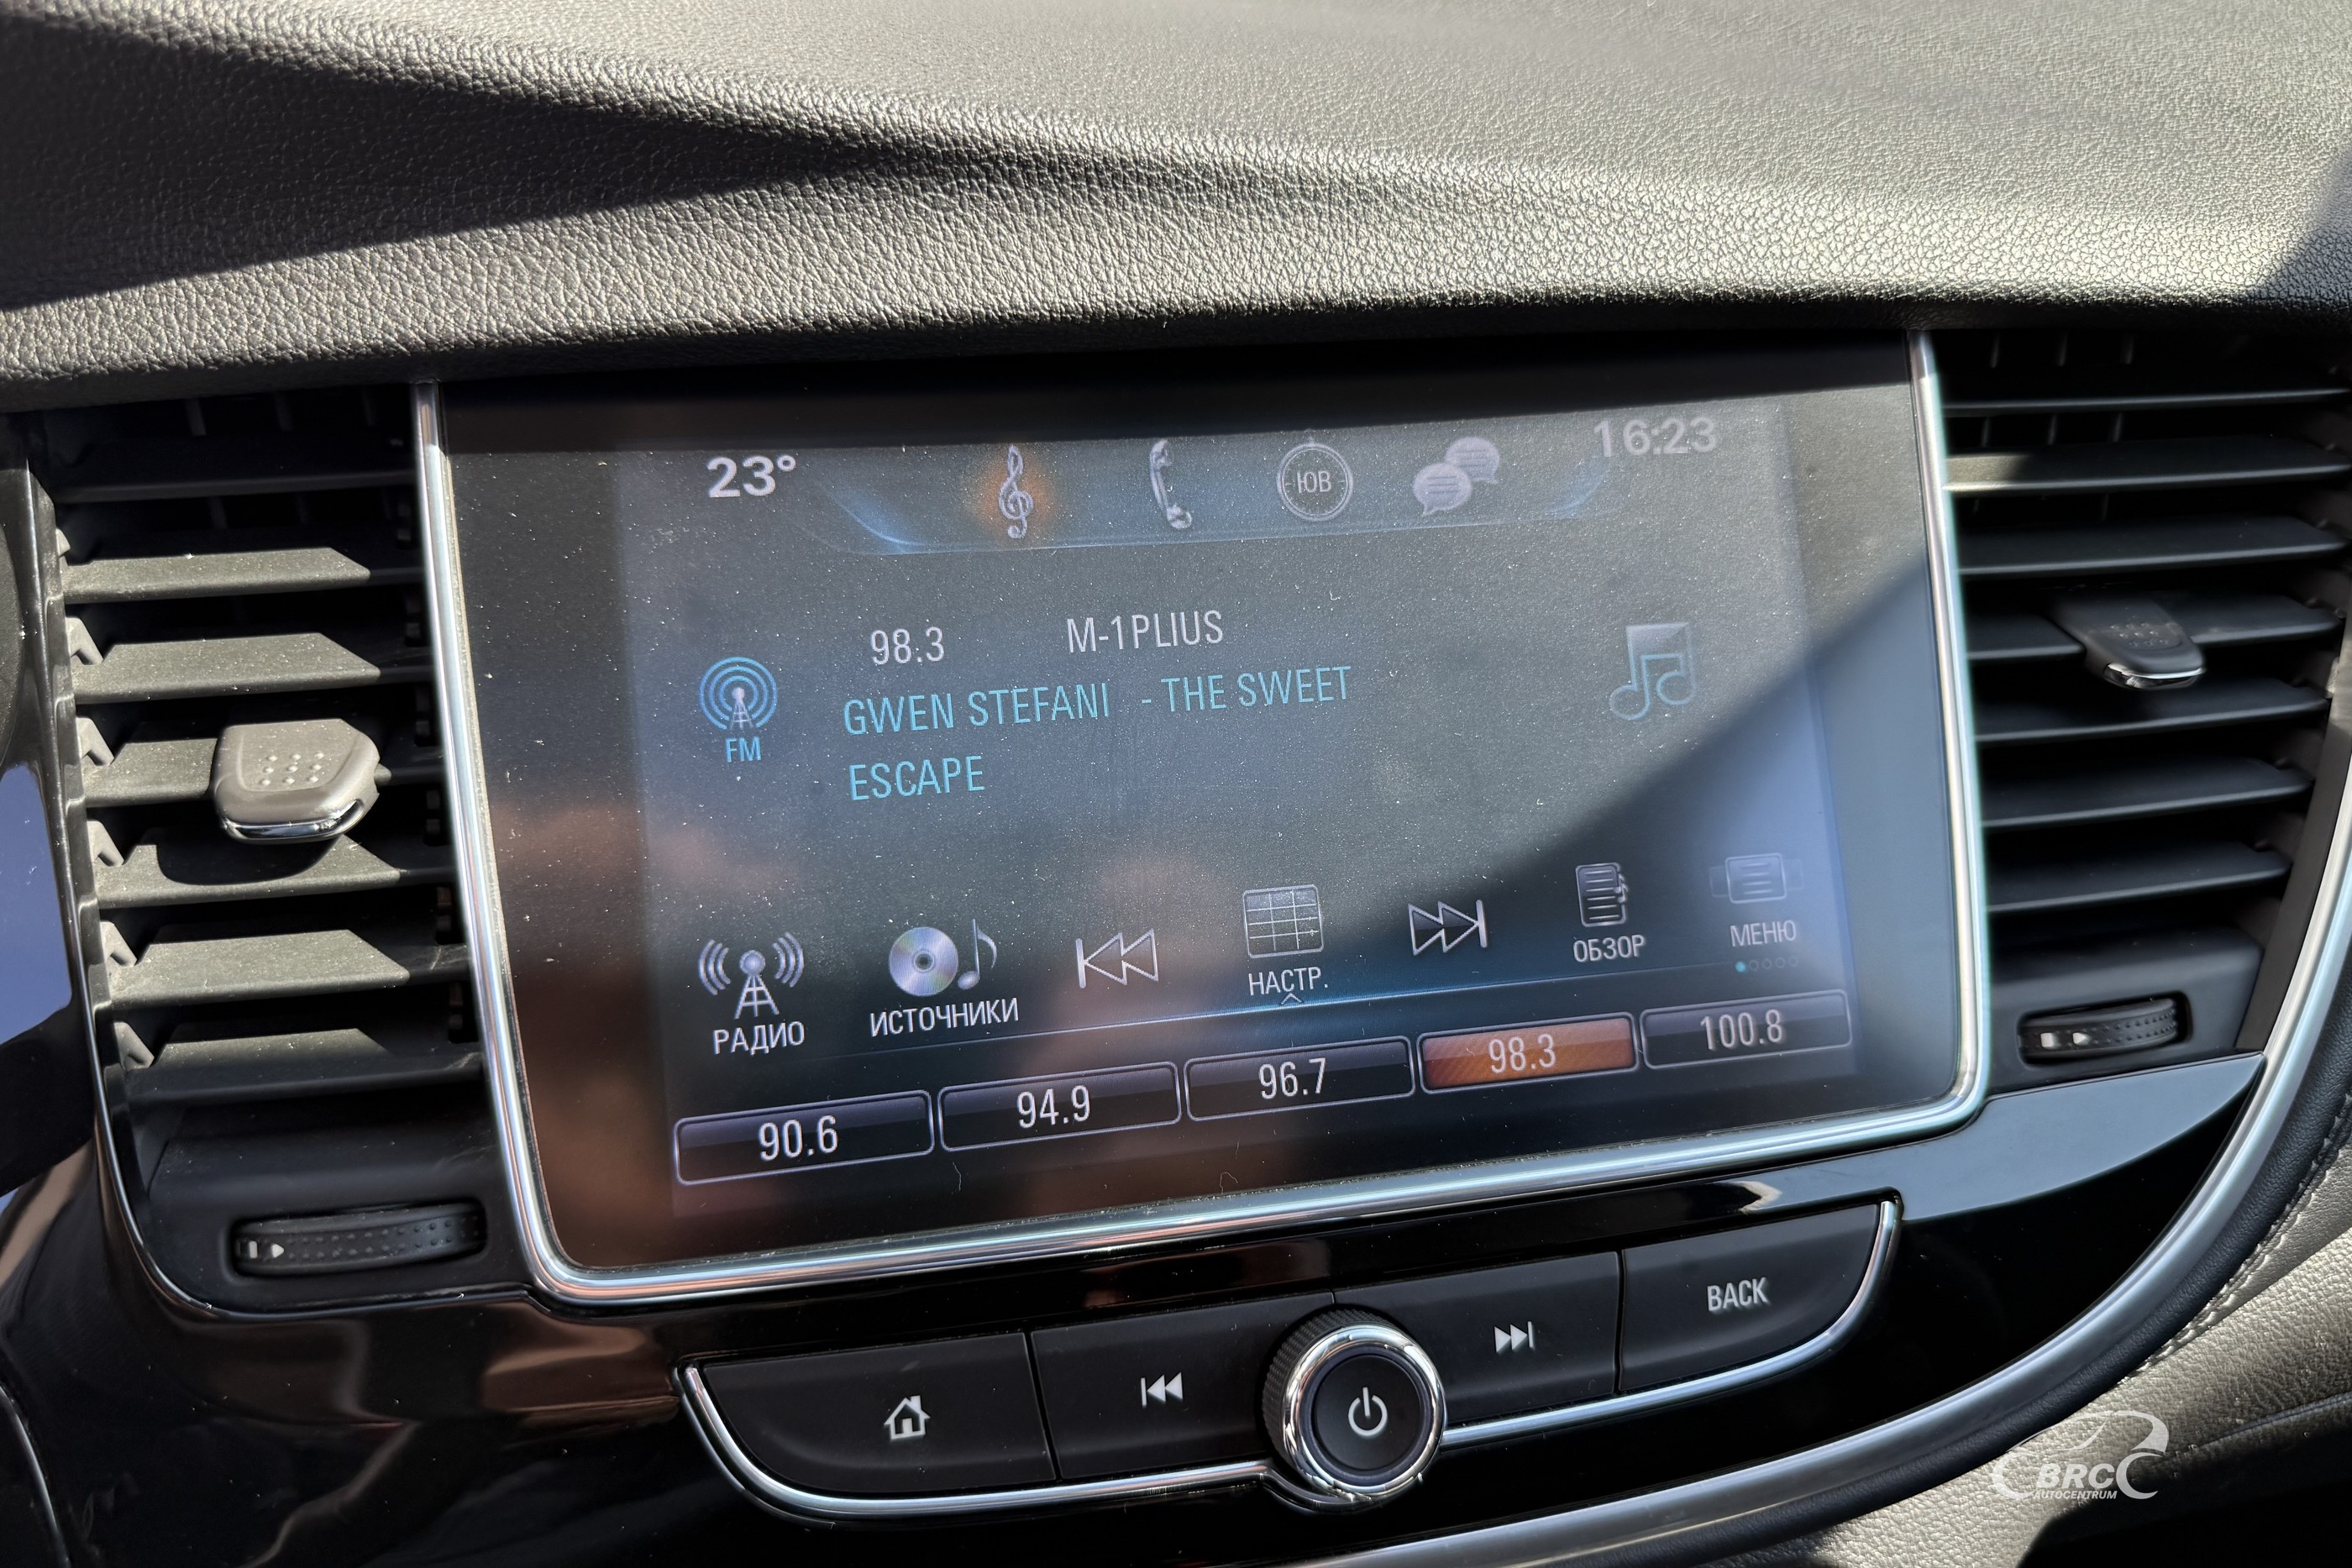 23° ЮВ 16:23
98.3 M-1PLIUS
GWEN STEFANI - THE SWEET
ESCAPE
FM
РАДИО ИСТОЧНИКИ НАСТР. ОБЗОР МЕНЮ
90.6 94.9 96.7 98.3 100.8
BACK
BRC
AUTOCENTRUM